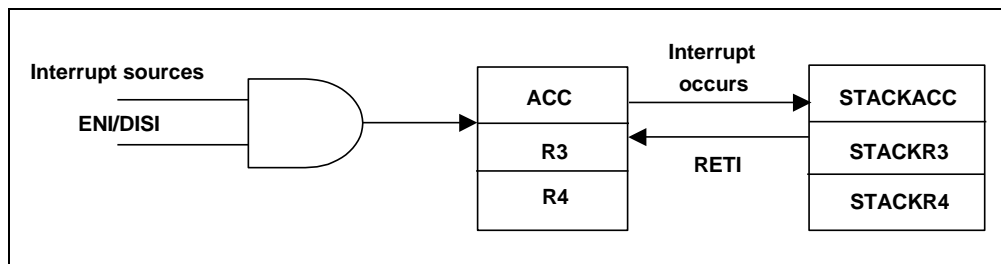 Interrupt sources
ENI/DISI
ACC
R3
R4
Interrupt
occurs
RETI
STACKACC
STACKR3
STACKR4